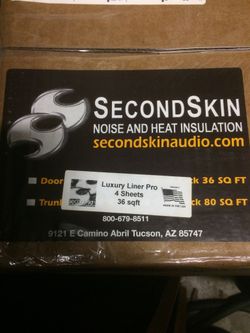 SECONDSKIN
NOISE AND HEAT INSULATION
secondskinaudio.com
Door
Luxury Liner Pro
ck 36 SQ FT
4 Sheets
Trun
36 sqft
ck 80 SQ FT
800-679-8511
9121 E Camino Abril Tucson, AZ 85747